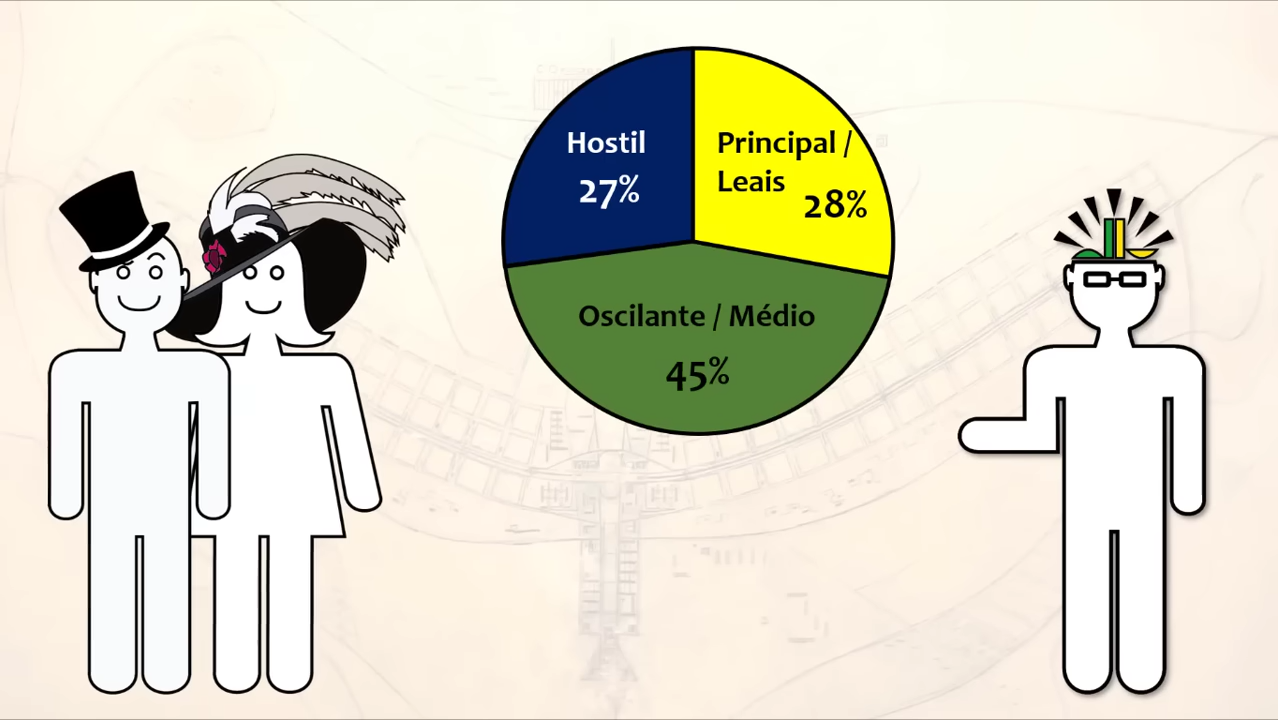 Hostil
27%
Principal /
Leais
28%
Oscilante / Médio
45%